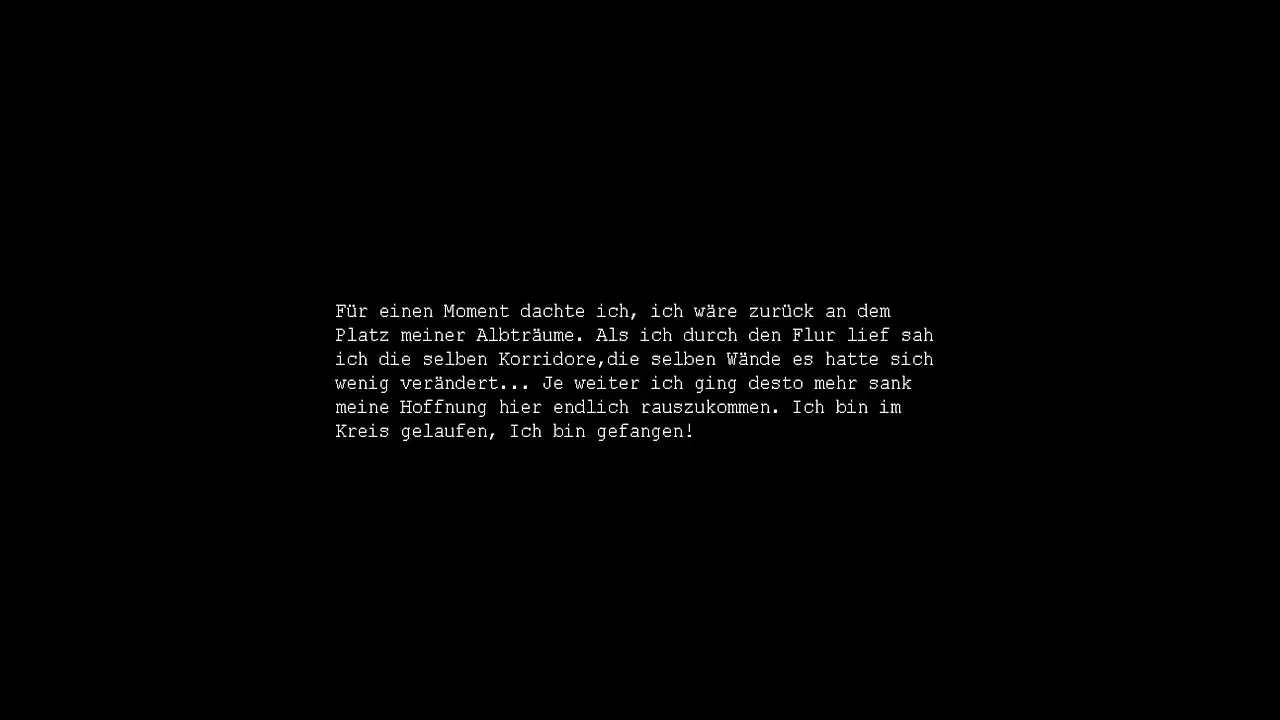 Für einen Moment dachte ich, ich wäre zurück an dem
Platz meiner Albträume. Als ich durch den Flur lief sah
ich die selben Korridore,die selben Wände es hatte sich
wenig verändert... Je weiter ich ging desto mehr sank
meine Hoffnung hier endlich rauszukommen. Ich bin im
Kreis gelaufen, Ich bin gefangen!